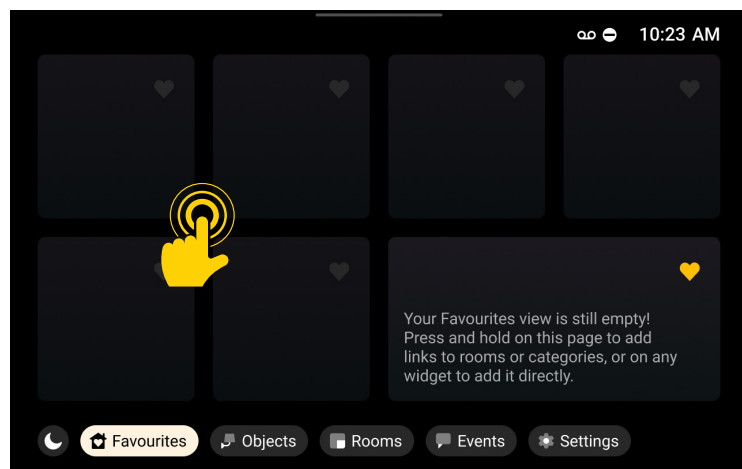 10:23 AM
Your Favourites view is still empty!
Press and hold on this page to add
links to rooms or categories, or on any
widget to add it directly.
Favourites Objects Rooms Events Settings